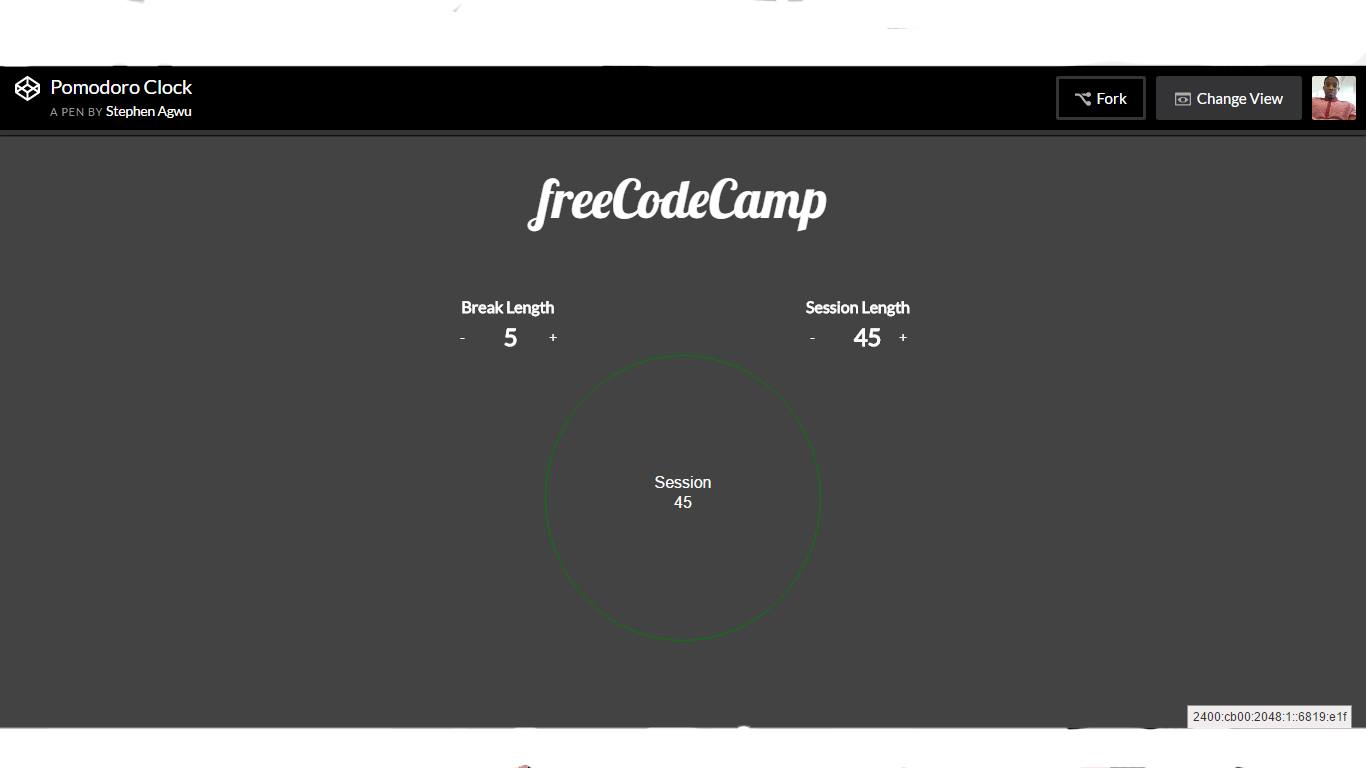 Pomodoro Clock
A PEN BY Stephen Agwu
Fork
Change View
freeCodeCamp
Break Length
Session Length
- 5 +
- 45 +
Session
45
2400:cb00:2048:1::6819:e1f